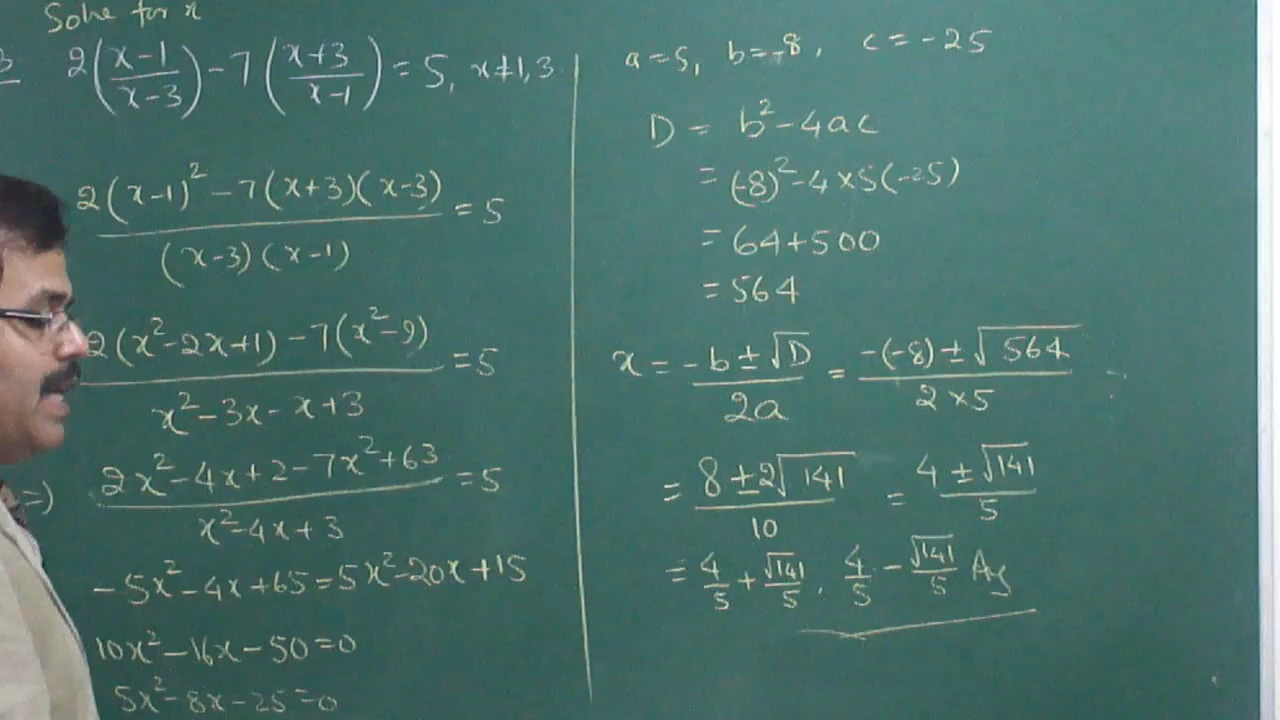 Solve for x
3 2((x-1)/(x-3)) - 7((x+3)/(x-1)) = 5, x≠1,3
(2(x-1)² - 7(x+3)(x-3))/((x-3)(x-1)) = 5
(2(x²-2x+1) - 7(x²-9))/(x²-3x-x+3) = 5
=) (2x²-4x+2-7x²+63)/(x²-4x+3) = 5
-5x²-4x+65 = 5x²-20x+15
10x²-16x-50=0
5x²-8x-25=0
a=5, b=-8, c=-25
D = b²-4ac
= (-8)²-4×5(-25)
= 64+500
= 564
x = (-b±√D)/(2a) = (-(-8)±√564)/(2×5)
= (8±2√141)/10 = (4±√141)/5
= 4/5 + √141/5, 4/5 - √141/5 Ans